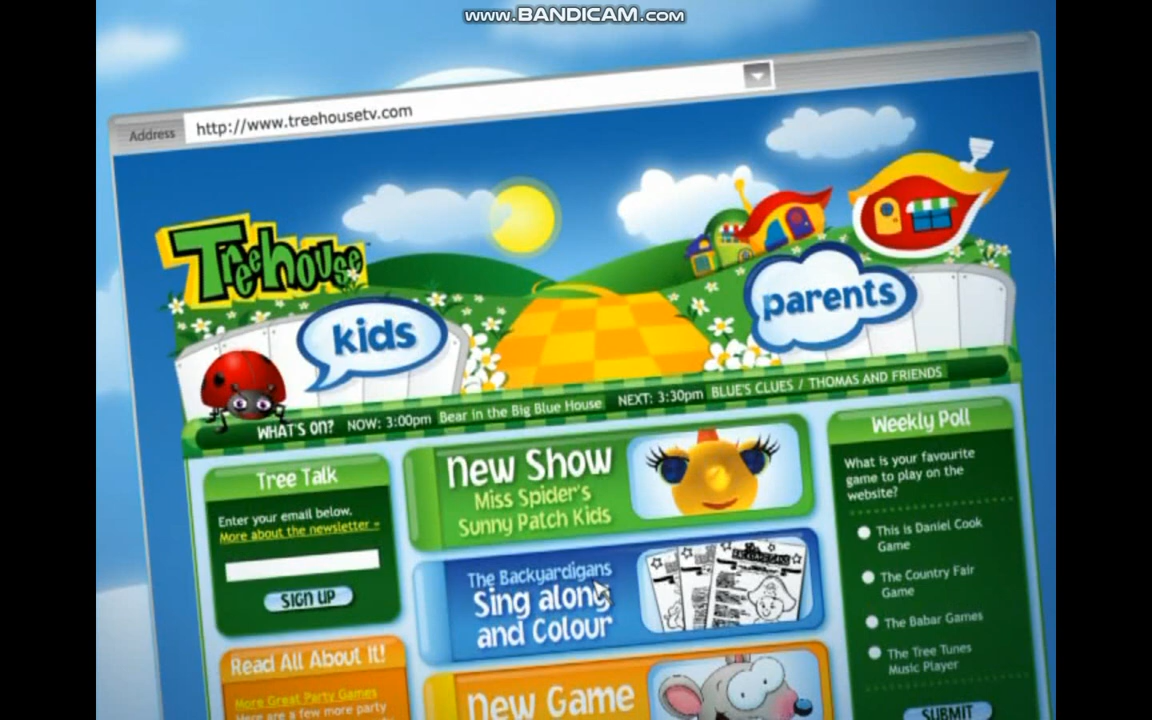 www.BANDICAM.com
Address http://www.treehousetv.com
Treehouse
kids
parents
WHAT'S ON? NOW: 3:00pm Bear in the Big Blue House NEXT: 3:30pm BLUE'S CLUES / THOMAS AND FRIENDS
Tree Talk
Enter your email below.
More about the newsletter »
SIGN UP
Read All About It!
More Great Party Games
Here are a few more party
New Show
Miss Spider's
Sunny Patch Kids
The Backyardigans
Sing along
and Colour
New Game
Weekly Poll
What is your favourite
game to play on the
website?
This is Daniel Cook
Game
The Country Fair
Game
The Babar Games
The Tree Tunes
Music Player
SUBMIT